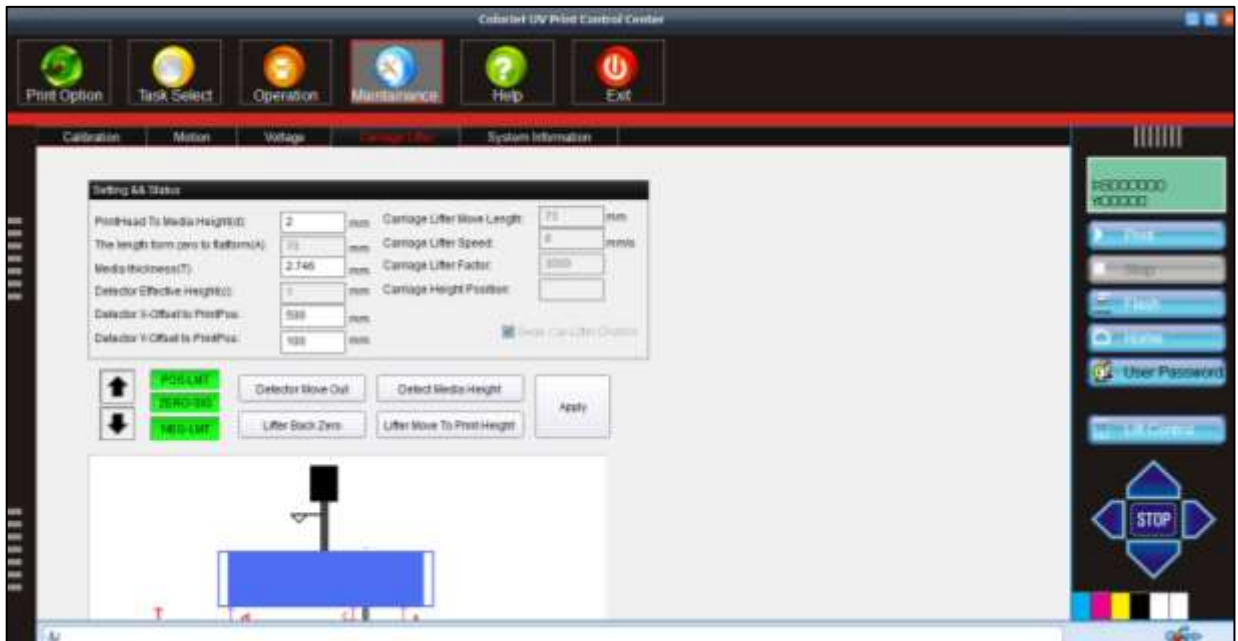 Colorjet UV Print Control Center
Print Option Task Select Operation Maintainance Help Exit
Calibration Motion Voltage Carriage Lifter System Information
Setting && Status
PrintHead To Media Height(d): 2 mm Carriage Lifter Move Length: mm
The length form zero to flatform(A): mm Carriage Lifter Speed: mm/s
Media thickness(T): 2.746 mm Carriage Lifter Factor:
Detector Effective Height(c): mm Carriage Height Position:
Detector X-Offset to PrintPos: mm
Detector Y-Offset to PrintPos: 100 mm
POS-LMT
ZERO-SIG
NEG-LMT
Detector Move Out Detect Media Height
Lifter Back Zero Lifter Move To Print Height
Apply
Print
Stop
Flash
Home
User Password
STOP
T d c